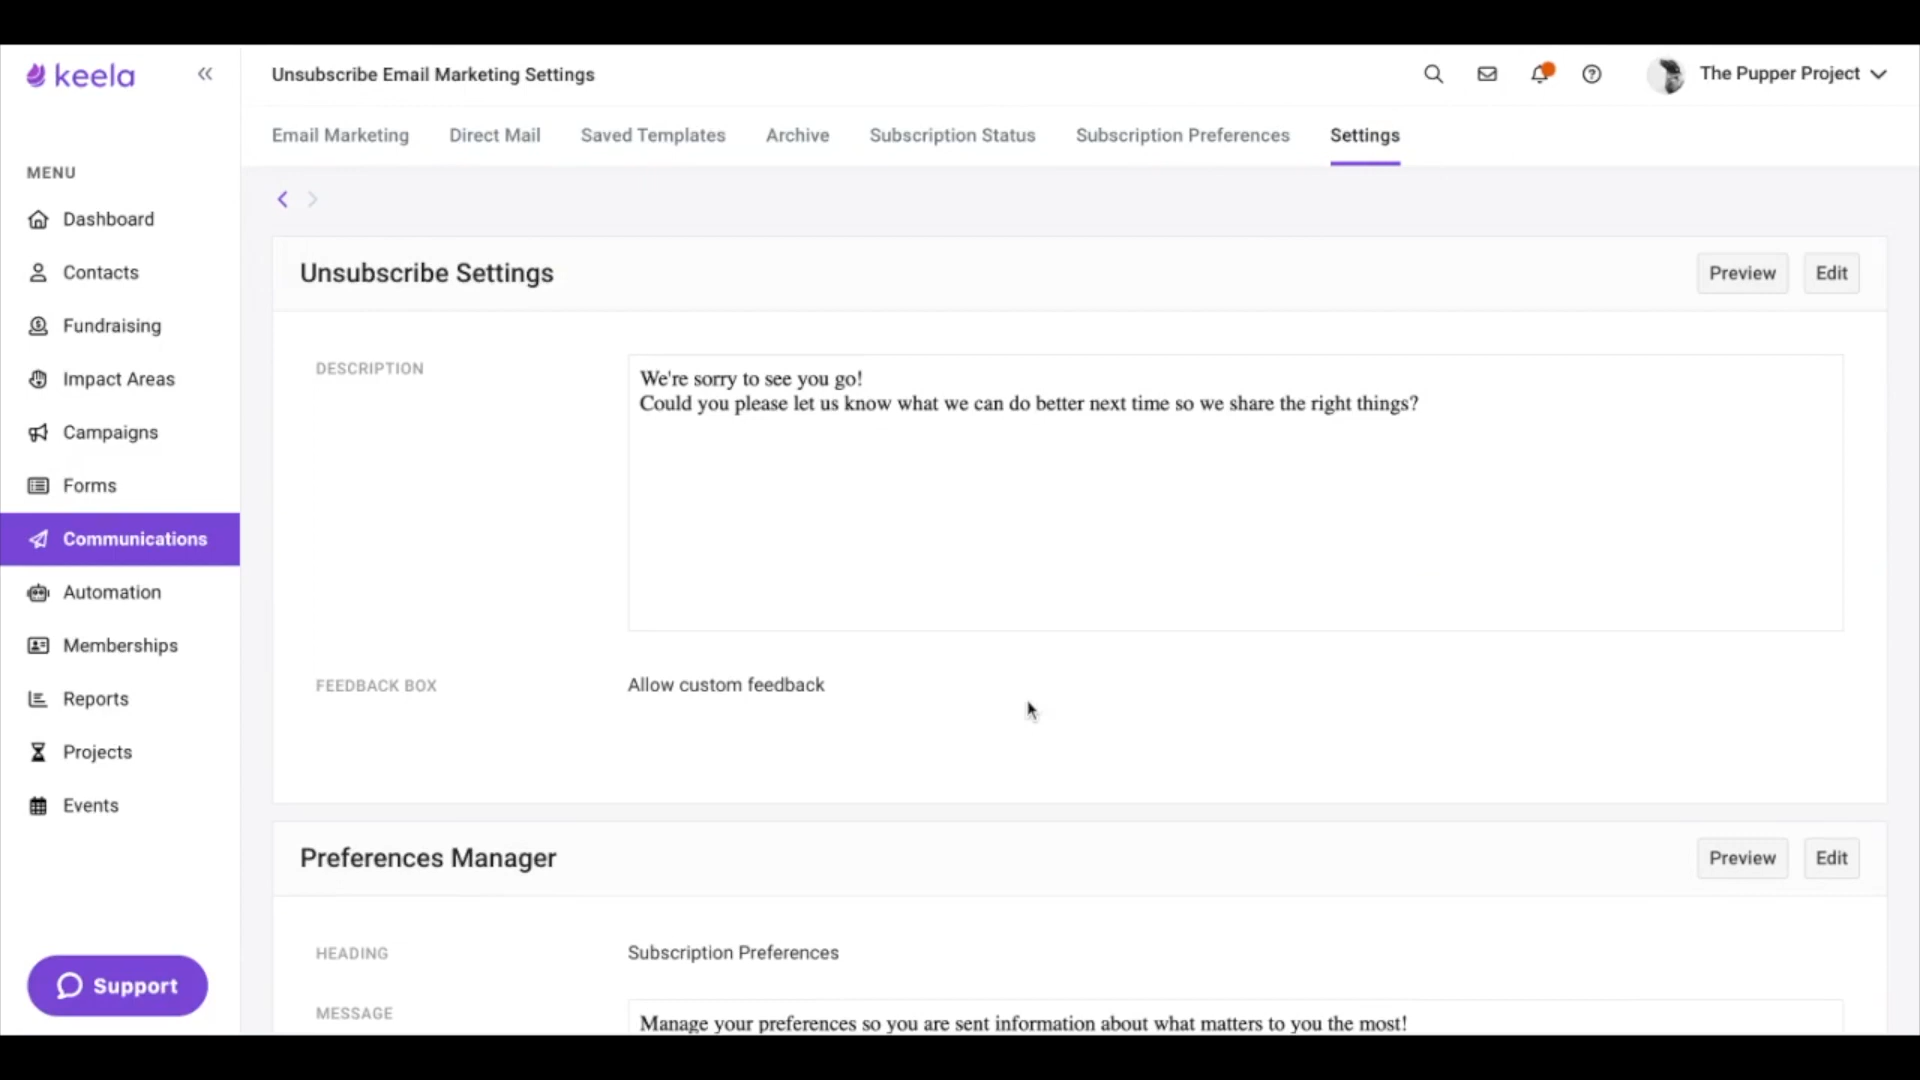 keela
Unsubscribe Email Marketing Settings
The Pupper Project
Email Marketing
Direct Mail
Saved Templates
Archive
Subscription Status
Subscription Preferences
Settings
MENU
Dashboard
Contacts
Fundraising
Impact Areas
Campaigns
Forms
Communications
Automation
Memberships
Reports
Projects
Events
Support
Unsubscribe Settings
Preview
Edit
DESCRIPTION
We're sorry to see you go!
Could you please let us know what we can do better next time so we share the right things?
FEEDBACK BOX
Allow custom feedback
Preferences Manager
Preview
Edit
HEADING
Subscription Preferences
MESSAGE
Manage your preferences so you are sent information about what matters to you the most!